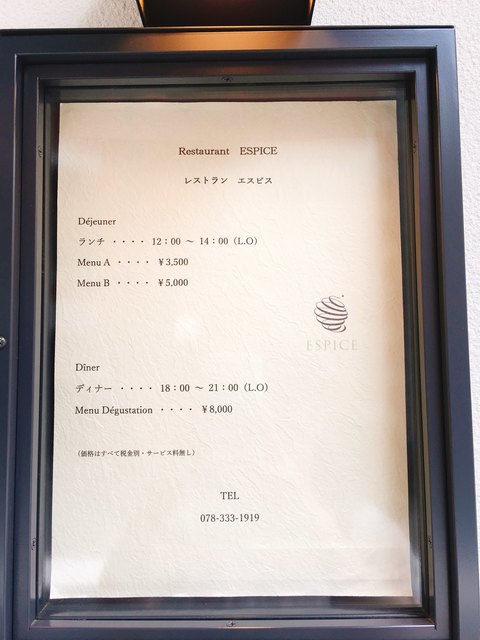 Restaurant ESPICE
レストラン エスピス
Déjeuner
ランチ ・・・・ 12：00 ～ 14：00（L.O）
Menu A ・・・・ ￥3,500
Menu B ・・・・ ￥5,000
ESPICE
Dîner
ディナー ・・・・ 18：00 ～ 21：00（L.O）
Menu Dégustation ・・・・ ￥8,000
（価格はすべて税金別・サービス料無し）
TEL
078-333-1919